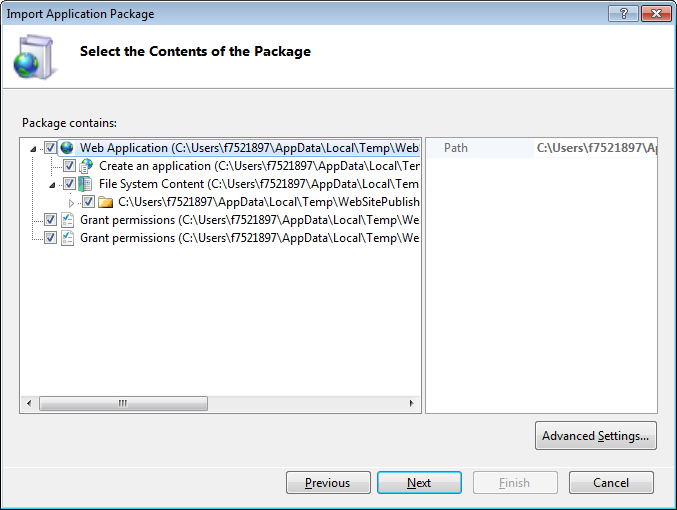 Import Application Package
Select the Contents of the Package
Package contains:
Web Application (C:\Users\f7521897\AppData\Local\Temp\Web
Create an application (C:\Users\f7521897\AppData\Local\Te
File System Content (C:\Users\f7521897\AppData\Local\Tem
C:\Users\f7521897\AppData\Local\Temp\WebSitePublish
Grant permissions (C:\Users\f7521897\AppData\Local\Temp\We
Grant permissions (C:\Users\f7521897\AppData\Local\Temp\We
Path C:\Users\f7521897\A
Advanced Settings...
Previous Next Finish Cancel